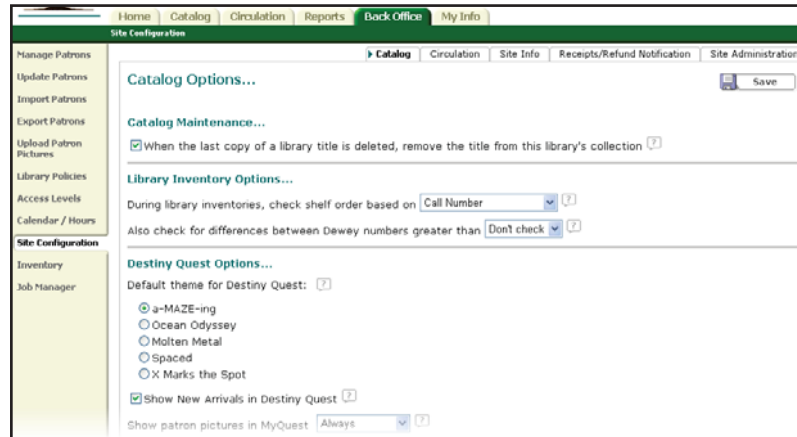 Home Catalog Circulation Reports Back Office My Info
Site Configuration
Manage Patrons
Update Patrons
Import Patrons
Export Patrons
Upload Patron
Pictures
Library Policies
Access Levels
Calendar / Hours
Site Configuration
Inventory
Job Manager
Catalog Circulation Site Info Receipts/Refund Notification Site Administration
Catalog Options...
Save
Catalog Maintenance...
When the last copy of a library title is deleted, remove the title from this library's collection ?
Library Inventory Options...
During library inventories, check shelf order based on Call Number ?
Also check for differences between Dewey numbers greater than Don't check ?
Destiny Quest Options...
Default theme for Destiny Quest: ?
a-MAZE-ing
Ocean Odyssey
Molten Metal
Spaced
X Marks the Spot
Show New Arrivals in Destiny Quest ?
Show patron pictures in MyQuest Always ?